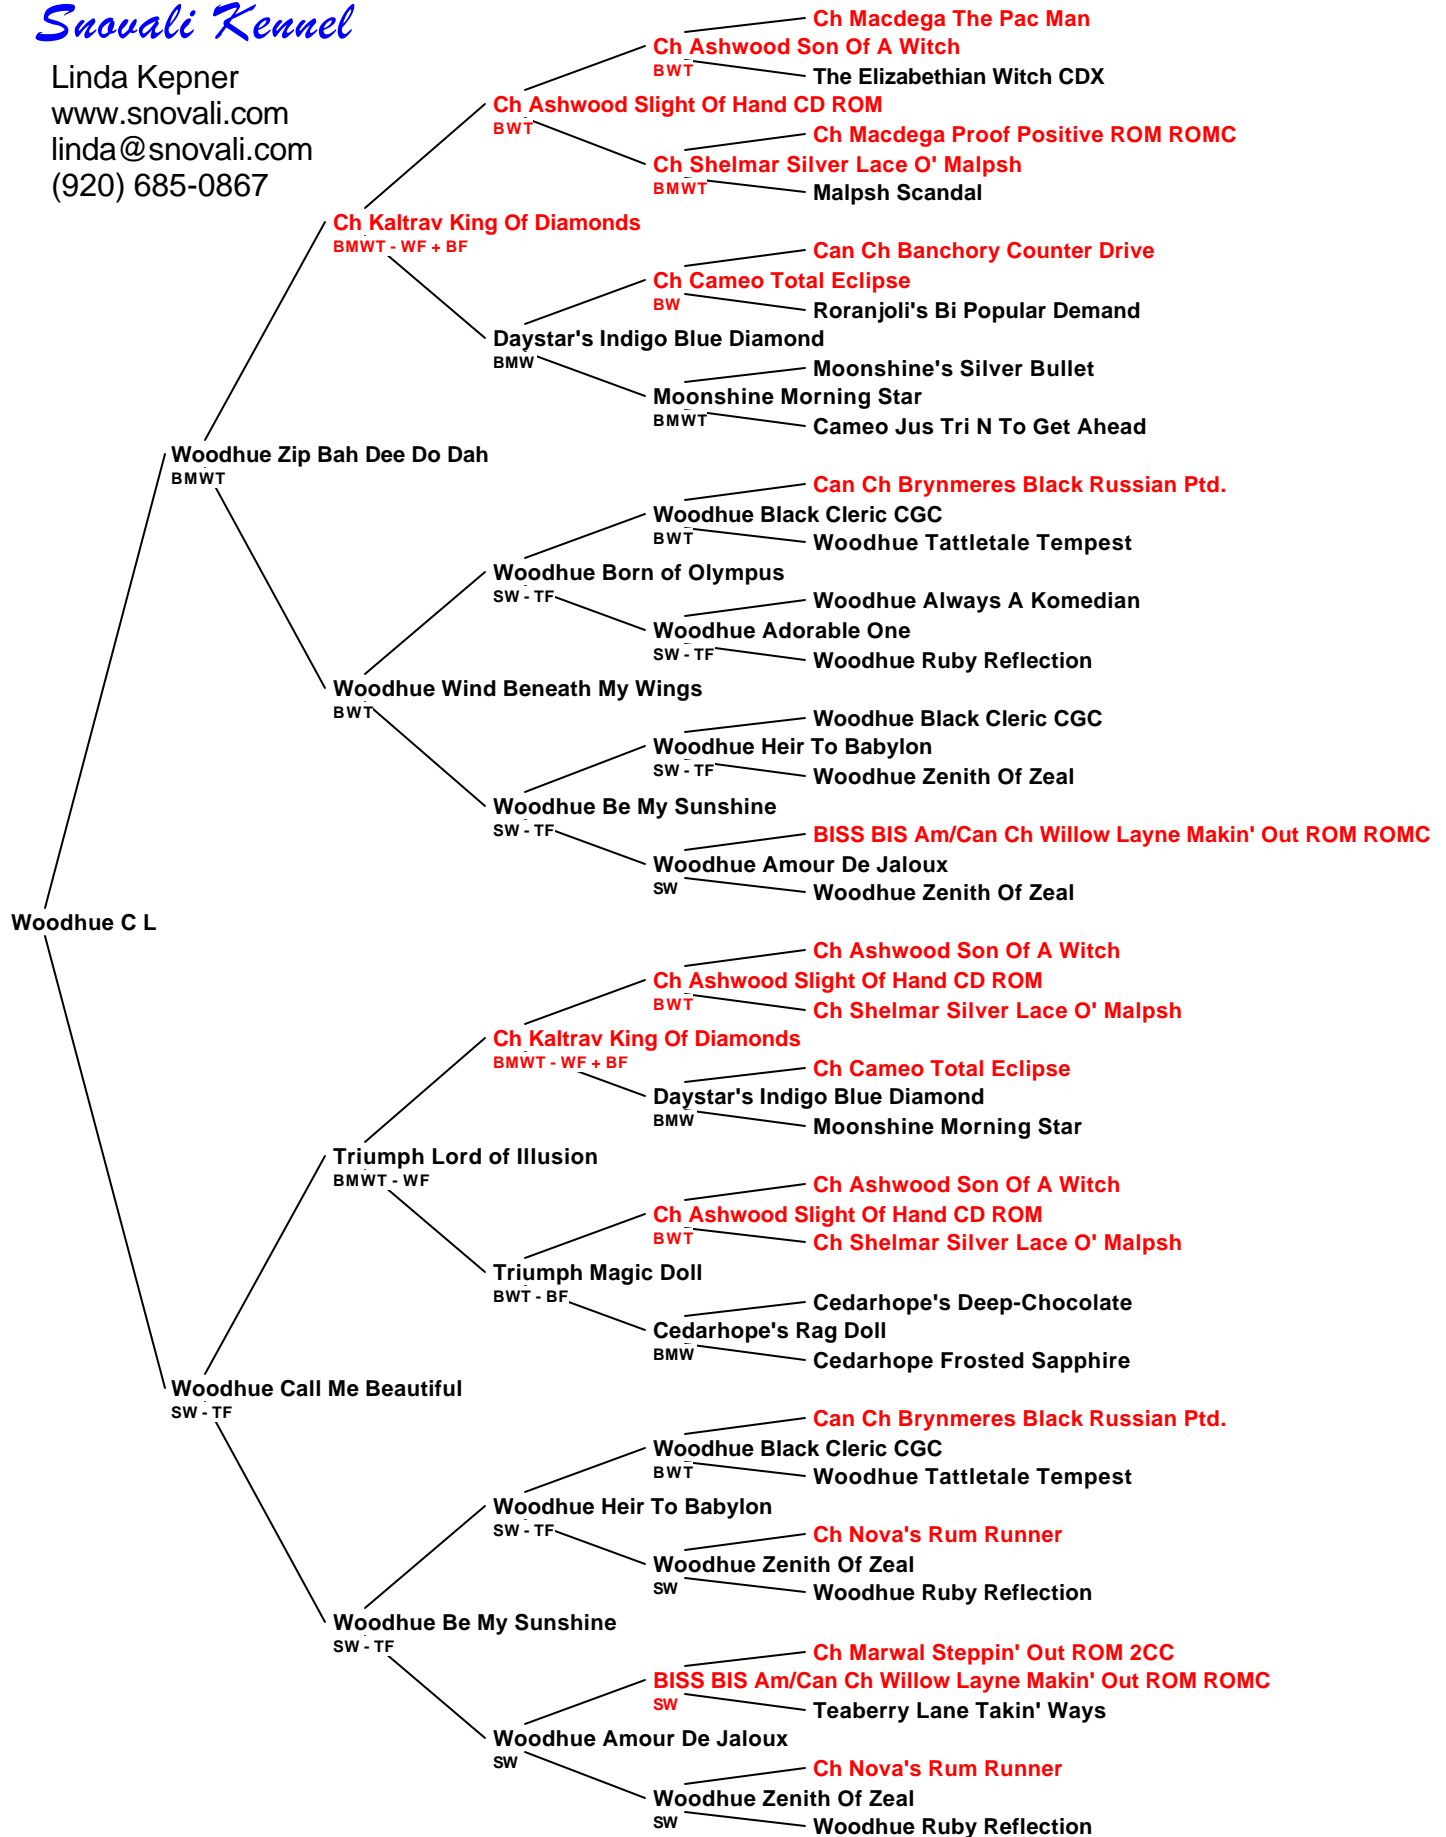 Snovali Kennel
Linda Kepner
www.snovali.com
linda@snovali.com
(920) 685-0867
Ch Macdega The Pac Man
Ch Ashwood Son Of A Witch
BWT
The Elizabethian Witch CDX
Ch Ashwood Slight Of Hand CD ROM
BWT
Ch Macdega Proof Positive ROM ROMC
Ch Shelmar Silver Lace O' Malpsh
BMWT
Malpsh Scandal
Ch Kaltrav King Of Diamonds
BMWT - WF + BF
Can Ch Banchory Counter Drive
Ch Cameo Total Eclipse
BW
Roranjoli's Bi Popular Demand
Daystar's Indigo Blue Diamond
BMW
Moonshine's Silver Bullet
Moonshine Morning Star
BMWT
Cameo Jus Tri N To Get Ahead
Woodhue Zip Bah Dee Do Dah
BMWT
Can Ch Brynmeres Black Russian Ptd.
Woodhue Black Cleric CGC
BWT
Woodhue Tattletale Tempest
Woodhue Born of Olympus
SW - TF
Woodhue Always A Komedian
Woodhue Adorable One
SW - TF
Woodhue Ruby Reflection
Woodhue Wind Beneath My Wings
BWT
Woodhue Black Cleric CGC
Woodhue Heir To Babylon
SW - TF
Woodhue Zenith Of Zeal
Woodhue Be My Sunshine
SW - TF
BISS BIS Am/Can Ch Willow Layne Makin' Out ROM ROMC
Woodhue Amour De Jaloux
SW
Woodhue Zenith Of Zeal
Woodhue C L
Ch Ashwood Son Of A Witch
Ch Ashwood Slight Of Hand CD ROM
BWT
Ch Shelmar Silver Lace O' Malpsh
Ch Kaltrav King Of Diamonds
BMWT - WF + BF
Ch Cameo Total Eclipse
Daystar's Indigo Blue Diamond
BMW
Moonshine Morning Star
Triumph Lord of Illusion
BMWT - WF
Ch Ashwood Son Of A Witch
Ch Ashwood Slight Of Hand CD ROM
BWT
Ch Shelmar Silver Lace O' Malpsh
Triumph Magic Doll
BWT - BF
Cedarhope's Deep-Chocolate
Cedarhope's Rag Doll
BMW
Cedarhope Frosted Sapphire
Woodhue Call Me Beautiful
SW - TF
Can Ch Brynmeres Black Russian Ptd.
Woodhue Black Cleric CGC
BWT
Woodhue Tattletale Tempest
Woodhue Heir To Babylon
SW - TF
Ch Nova's Rum Runner
Woodhue Zenith Of Zeal
SW
Woodhue Ruby Reflection
Woodhue Be My Sunshine
SW - TF
Ch Marwal Steppin' Out ROM 2CC
BISS BIS Am/Can Ch Willow Layne Makin' Out ROM ROMC
SW
Teaberry Lane Takin' Ways
Woodhue Amour De Jaloux
SW
Ch Nova's Rum Runner
Woodhue Zenith Of Zeal
SW
Woodhue Ruby Reflection